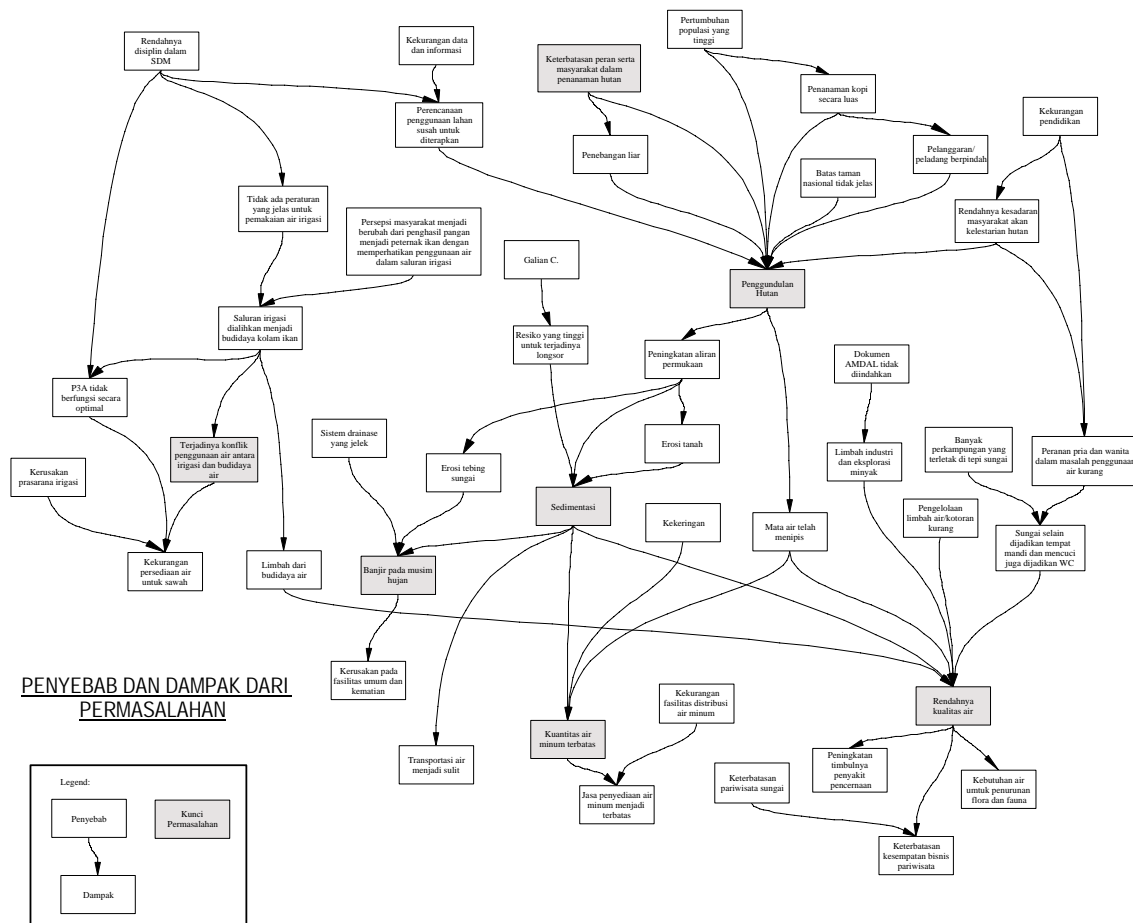 Rendahnya
disiplin dalam
SDM
Kekurangan data
dan informasi
Keterbatasan peran serta
masyarakat dalam
penanaman hutan
Pertumbuhan
populasi yang
tinggi
Penanaman kopi
secara luas
Kekurangan
pendidikan
Perencanaan
penggunaan lahan
susah untuk
diterapkan
Penebangan liar
Pelanggaran/
peladang berpindah
Batas taman
nasional tidak jelas
Tidak ada peraturan
yang jelas untuk
pemakaian air irigasi
Persepsi masyarakat menjadi
berubah dari penghasil pangan
menjadi peternak ikan dengan
memperhatikan penggunaan air
dalam saluran irigasi
Rendahnya kesadaran
masyarakat akan
kelestarian hutan
Galian C.
Penggundulan
Hutan
Saluran irigasi
dialihkan menjadi
budidaya kolam ikan
Resiko yang tinggi
untuk terjadinya
longsor
Peningkatan aliran
permukaan
Dokumen
AMDAL tidak
diindahkan
P3A tidak
berfungsi secara
optimal
Sistem drainase
yang jelek
Terjadinya konflik
penggunaan air antara
irigasi dan budidaya
air
Erosi tanah
Limbah industri
dan eksplorasi
minyak
Banyak
perkampungan yang
terletak di tepi sungai
Peranan pria dan wanita
dalam masalah penggunaan
air kurang
Kerusakan
prasarana irigasi
Erosi tebing
sungai
Sedimentasi
Kekeringan
Mata air telah
menipis
Pengelolaan
limbah air/kotoran
kurang
Sungai selain
dijadikan tempat
mandi dan mencuci
juga dijadikan WC
Kekurangan
persediaan air
untuk sawah
Limbah dari
budidaya air
Banjir pada musim
hujan
Kerusakan pada
fasilitas umum dan
kematian
PENYEBAB DAN DAMPAK DARI
PERMASALAHAN
Kekurangan
fasilitas distribusi
air minum
Rendahnya
kualitas air
Kuantitas air
minum terbatas
Transportasi air
menjadi sulit
Peningkatan
timbulnya
penyakit
pencernaan
Keterbatasan
pariwisata sungai
Kebutuhan air
umtuk penurunan
flora dan fauna
Jasa penyediaan air
minum menjadi
terbatas
Keterbatasan
kesempatan bisnis
pariwisata
Legend:
Penyebab
Kunci
Permasalahan
Dampak